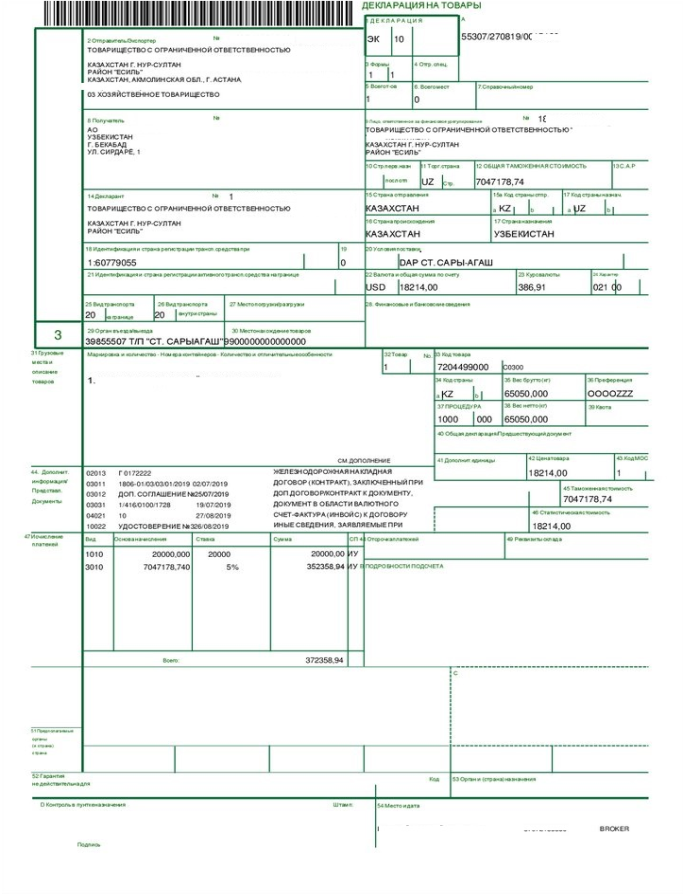 ДЕКЛАРАЦИЯ НА ТОВАРЫ
1 ДЕКЛАРАЦИЯ
A
ЭК 10
55307/270819/00
2 Отправитель/Экспортер №
ТОВАРИЩЕСТВО С ОГРАНИЧЕННОЙ ОТВЕТСТВЕННОСТЬЮ
КАЗАХСТАН Г. НУР-СУЛТАН
РАЙОН "ЕСИЛЬ"
КАЗАХСТАН, АКМОЛИНСКАЯ ОБЛ., Г. АСТАНА
03 ХОЗЯЙСТВЕННОЕ ТОВАРИЩЕСТВО
3 Формы 4 Отгр.спец.
1 1
5 Всего т-ов 6. Всего мест 7.Справочный номер
1 0
8 Получатель №
АО
УЗБЕКИСТАН
Г. БЕКАБАД
УЛ. СИРДАРЕ, 1
9 Лицо, ответственное за финансовое урегулирование № 18
ТОВАРИЩЕСТВО С ОГРАНИЧЕННОЙ ОТВЕТСТВЕННОСТЬЮ"
КАЗАХСТАН Г. НУР-СУЛТАН
РАЙОН "ЕСИЛЬ"
10 Стр.перв.назн 11 Торг.страна 12 ОБЩАЯ ТАМОЖЕННАЯ СТОИМОСТЬ 13 С.А.Р
UZ Стр. 7047178,74
14 Декларант № 1
ТОВАРИЩЕСТВО С ОГРАНИЧЕННОЙ ОТВЕТСТВЕННОСТЬЮ
КАЗАХСТАН Г. НУР-СУЛТАН
РАЙОН "ЕСИЛЬ"
15 Страна отправления 15а Код страны отпр. 17 Код страны назнач.
КАЗАХСТАН a KZ b a UZ b
16 Страна происхождения 17 Страна назначения
КАЗАХСТАН УЗБЕКИСТАН
18 Идентификация и страна регистрации трансп. средства при 19 20 Условия поставки
1:60779055 0 DAP СТ. САРЫ-АГАШ
21 Идентификация и страна регистрации активного трансп.средства на границе
22 Валюта и общая сумма по счету 23 Курс валюты 24 Характер
USD 18214,00 386,91 021 00
25 Вид транспорта 26 Вид транспорта 27 Место погрузки/разгрузки 28. Финансовые и банковские сведения
20 на границе 20 внутри страны
3
29 Орган въезда/выезда 30 Местонахождение товаров
39855507 Т/П "СТ. САРЫАГАШ" 9900000000000000
31 Грузовые места и описание товаров
Маркировка и количество - Номера контейнеров - Количество и отличительные особенности
1.
СМ. ДОПОЛНЕНИЕ
32 Товар No. 33 Код товара
1 7204499000 C0300
34 Код страны 35 Вес брутто(кг) 36 Преференция
a KZ b 65050,000 OOOOZZZ
37 ПРОЦЕДУРА 38 Вес нетто(кг) 39 Квота
1000 000 65050,000
40 Общая декларация/Предшествующий документ
41 Дополнит.единицы 42 Цена товара 43 Код МОС
18214,00 1
44. Дополнит. информация/ Представл. Документы
02013 Г 0172222 ЖЕЛЕЗНОДОРОЖНАЯ НАКЛАДНАЯ
03011 1806-01/03/03/01/2019 02/07/2019 ДОГОВОР (КОНТРАКТ), ЗАКЛЮЧЕННЫЙ ПРИ
03012 ДОП. СОГЛАШЕНИЕ №25/07/2019 ДОП.ДОГОВОР/КОНТРАКТ К ДОКУМЕНТУ,
03031 1/416/0100/1728 19/07/2019 ДОКУМЕНТ В ОБЛАСТИ ВАЛЮТНОГО
04021 10 27/08/2019 СЧЕТ-ФАКТУРА (ИНВОЙС) К ДОГОВОРУ
10022 УДОСТОВЕРЕНИЕ №326/08/2019 ИНЫЕ СВЕДЕНИЯ, ЗАЯВЛЯЕМЫЕ ПРИ
45 Таможенная стоимость
7047178,74
46 Статистическая стоимость
18214,00
47 Исчисление платежей
Вид Основа начисления Ставка Сумма СП 48 Отсрочка платежей 49 Реквизиты склада
1010 20000,000 20000 20000,00 ИУ
3010 7047178,740 5% 352358,94 ИУ В ПОДРОБНОСТИ ПОДСЧЕТА
Всего: 372358,94
C
52 Гарантия Код 53 Орган и (страна) назначения
не действительна для
D Контроль в пункте назначения Штамп: 54 Место и дата
BROKER
Подпись